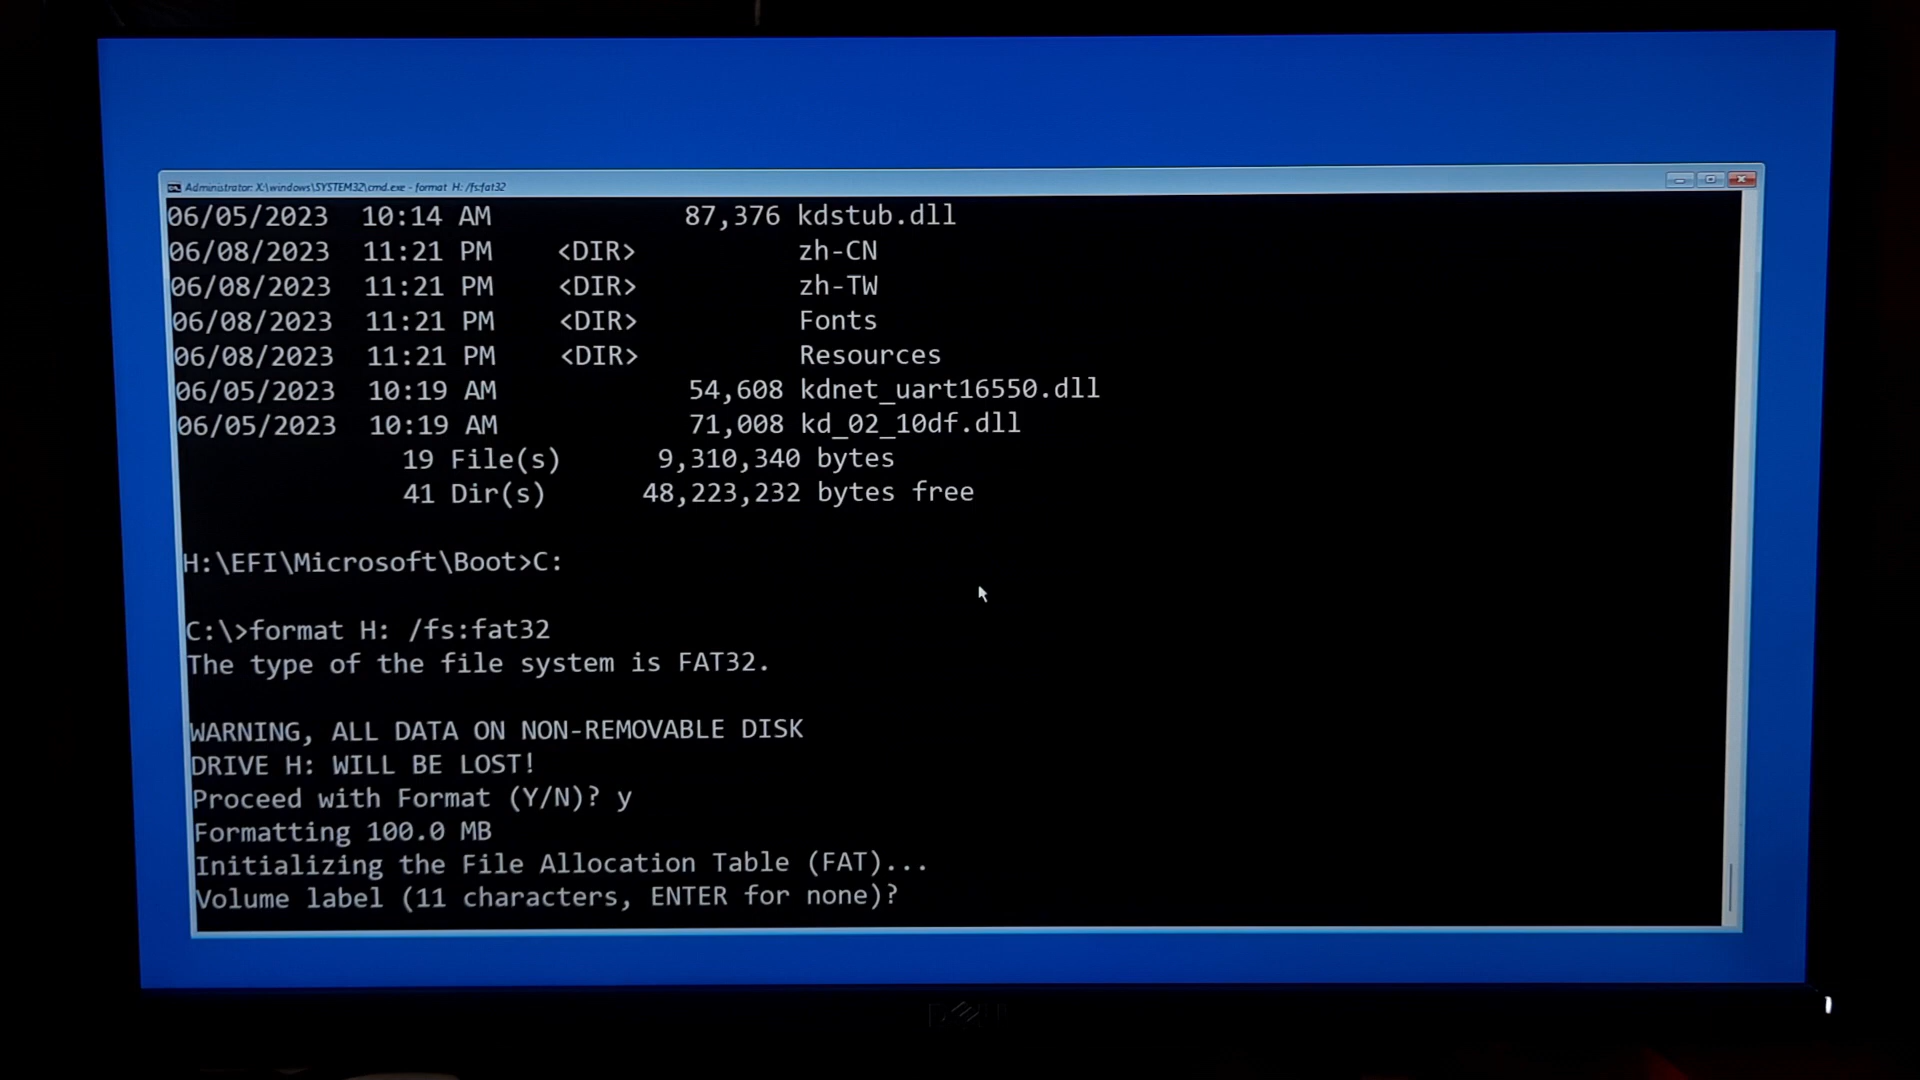 Administrator: X:\windows\SYSTEM32\cmd.exe - format H: /fs:fat32
06/05/2023  10:14 AM            87,376 kdstub.dll
06/08/2023  11:21 PM    <DIR>          zh-CN
06/08/2023  11:21 PM    <DIR>          zh-TW
06/08/2023  11:21 PM    <DIR>          Fonts
06/08/2023  11:21 PM    <DIR>          Resources
06/05/2023  10:19 AM            54,608 kdnet_uart16550.dll
06/05/2023  10:19 AM            71,008 kd_02_10df.dll
              19 File(s)      9,310,340 bytes
              41 Dir(s)      48,223,232 bytes free
H:\EFI\Microsoft\Boot>C:
C:\>format H: /fs:fat32
The type of the file system is FAT32.
WARNING, ALL DATA ON NON-REMOVABLE DISK
DRIVE H: WILL BE LOST!
Proceed with Format (Y/N)? y
Formatting 100.0 MB
Initializing the File Allocation Table (FAT)...
Volume label (11 characters, ENTER for none)?
DELL